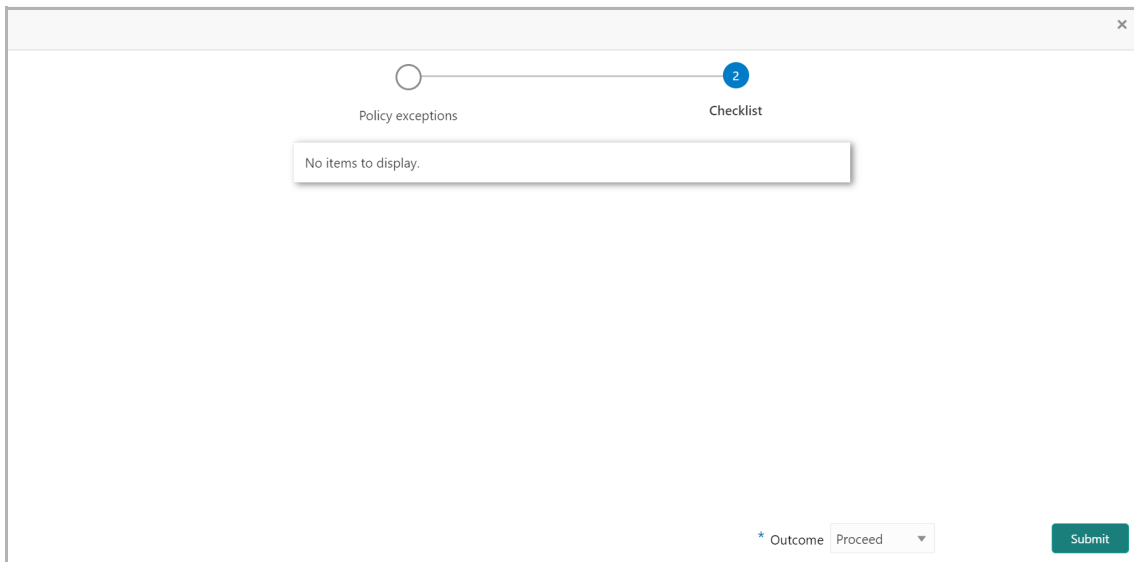 ×
2
Policy exceptions
Checklist
No items to display.
* Outcome Proceed
Submit